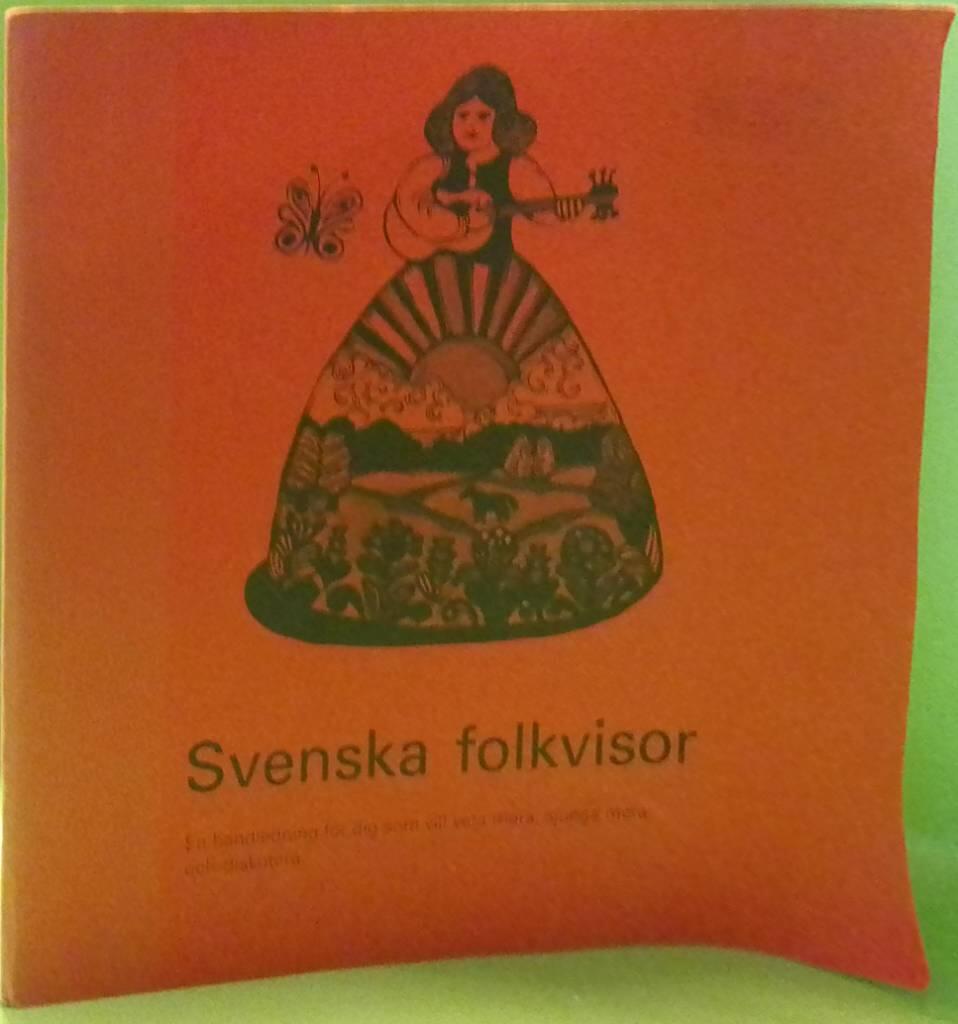 Svenska folkvisor
En handledning för dig som vill veta mera, sjunga mera
och diskutera